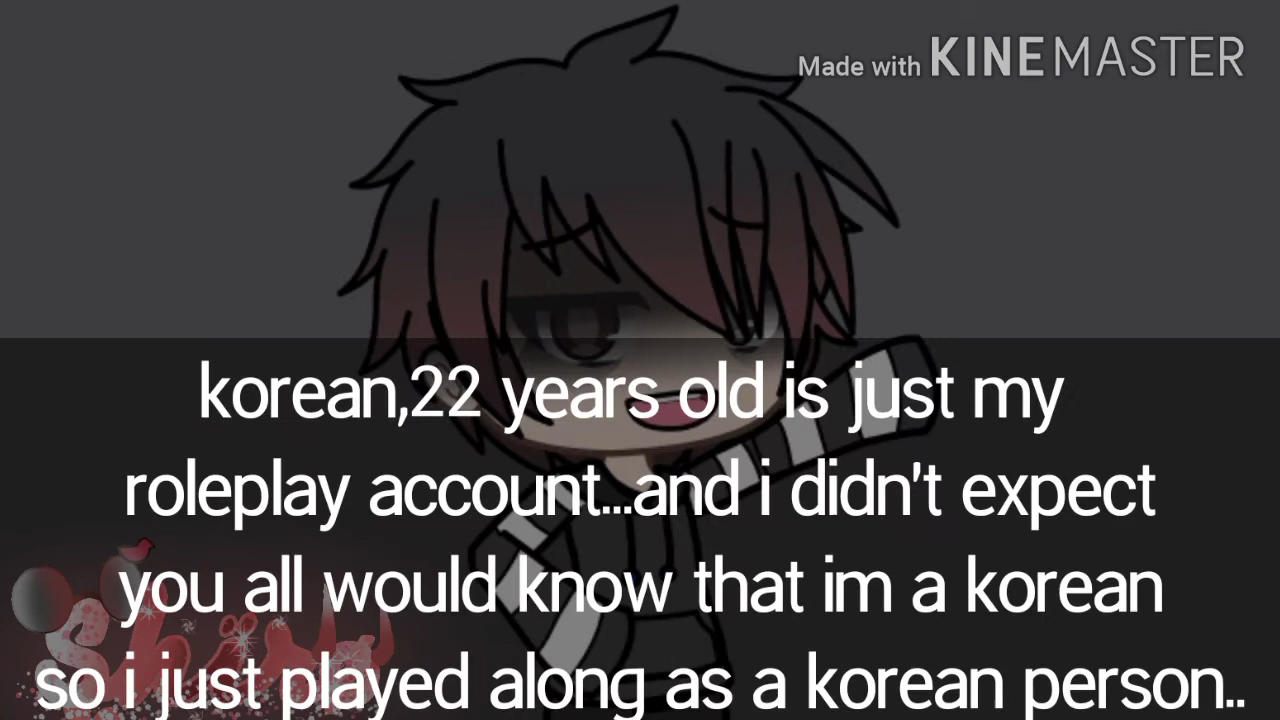 Made with KINEMASTER
korean,22 years old is just my
roleplay account...and i didn't expect
you all would know that im a korean
so i just played along as a korean person..